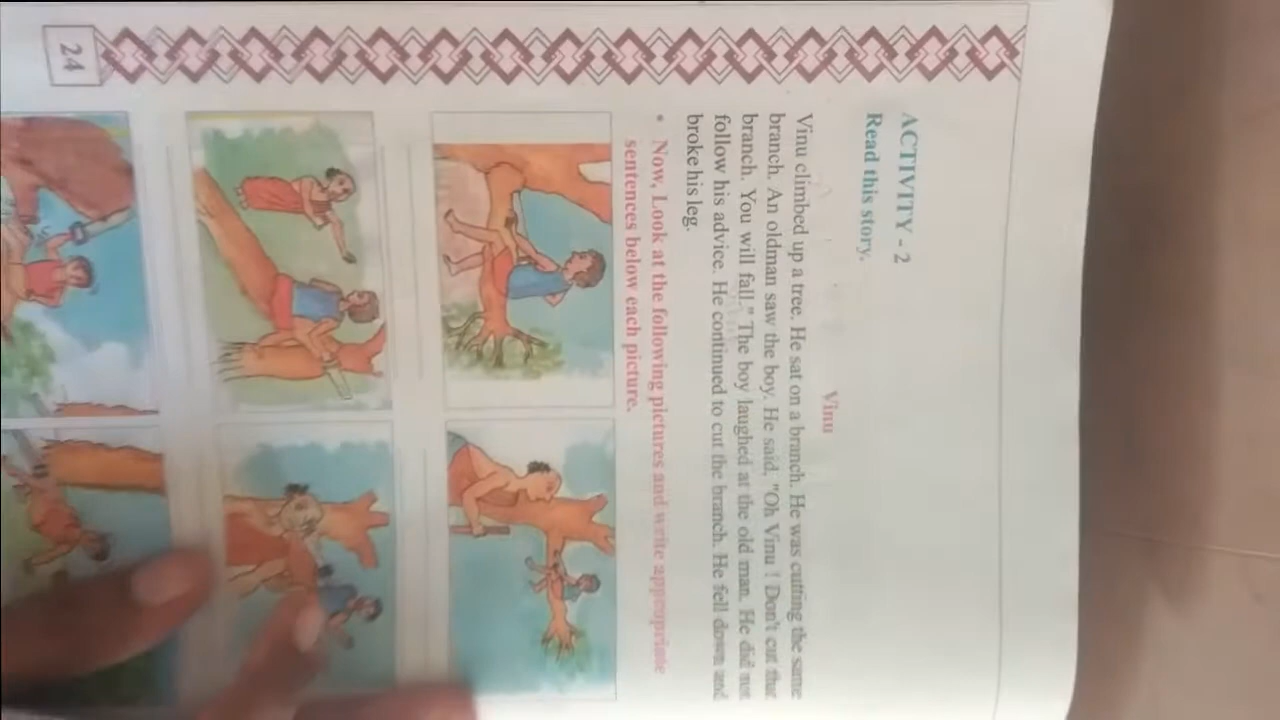 ACTIVITY - 2
Read this story.
Vinu
Vinu climbed up a tree. He sat on a branch. He was cutting the same
branch. An oldman saw the boy. He said, "Oh Vinu ! Don't cut that
branch. You will fall." The boy laughed at the old man. He did not
follow his advice. He continued to cut the branch. He fell down and
broke his leg.
• Now, Look at the following pictures and write appropriate
sentences below each picture.
24